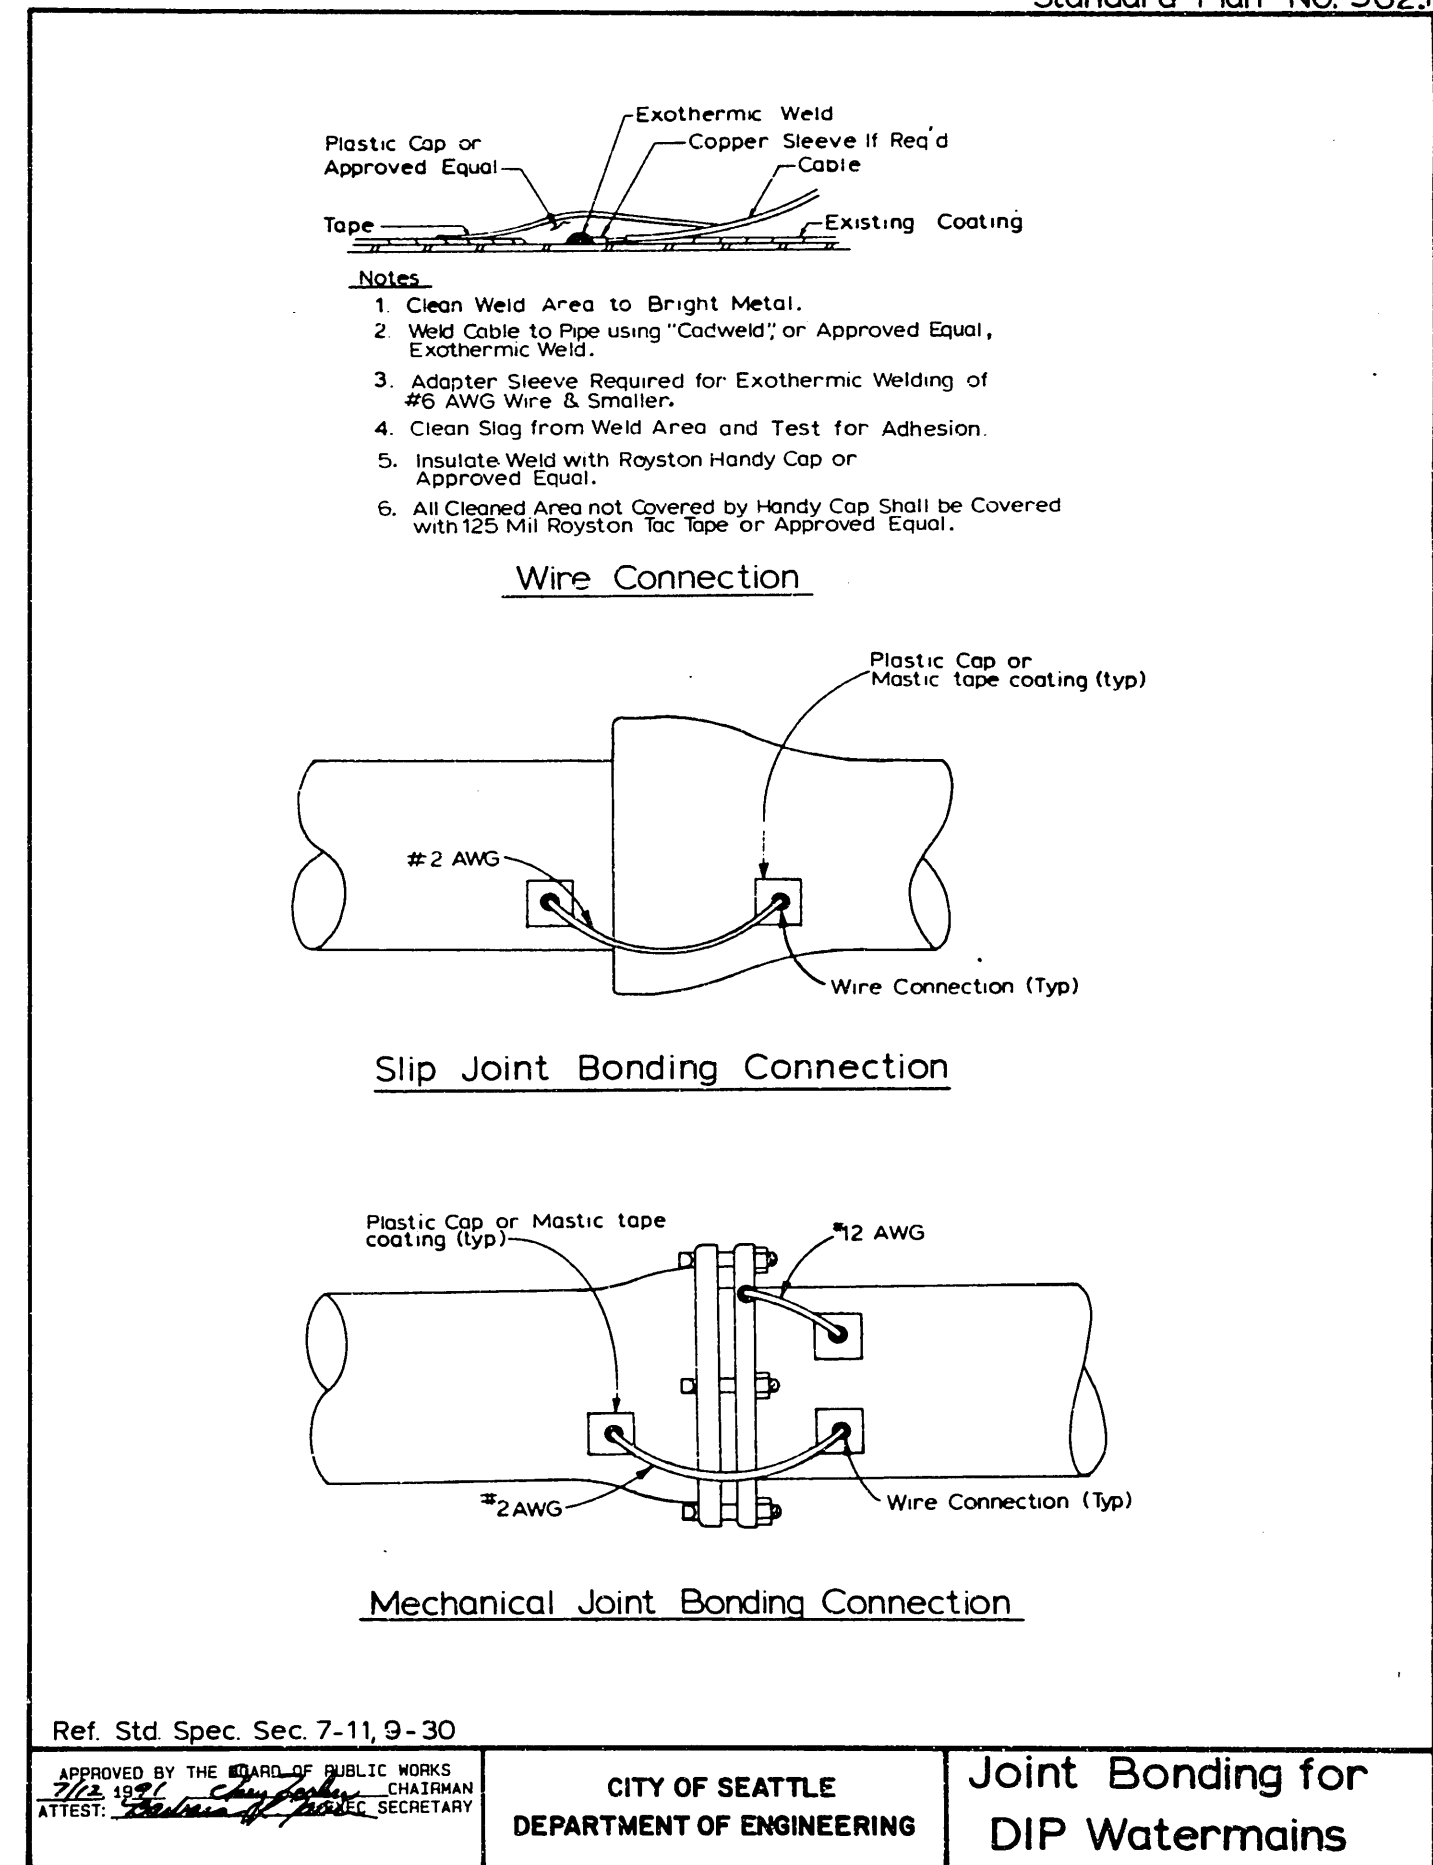 Standard Plan No. 562.
Exothermic Weld
Plastic Cap or
Approved Equal
Copper Sleeve If Req'd
Cable
Tape
Existing Coating
Notes
1. Clean Weld Area to Bright Metal.
2. Weld Cable to Pipe using "Cadweld", or Approved Equal,
Exothermic Weld.
3. Adapter Sleeve Required for Exothermic Welding of
#6 AWG Wire & Smaller.
4. Clean Slag from Weld Area and Test for Adhesion.
5. Insulate Weld with Royston Handy Cap or
Approved Equal.
6. All Cleaned Area not Covered by Handy Cap Shall be Covered
with 125 Mil Royston Tac Tape or Approved Equal.
Wire Connection
Plastic Cap or
Mastic tape coating (typ)
#2 AWG
Wire Connection (Typ)
Slip Joint Bonding Connection
Plastic Cap or Mastic tape
coating (typ)
#12 AWG
#2 AWG
Wire Connection (Typ)
Mechanical Joint Bonding Connection
Ref. Std. Spec. Sec. 7-11, 9-30
APPROVED BY THE BOARD OF PUBLIC WORKS
7/12 1991 CHAIRMAN
ATTEST: EXEC SECRETARY
CITY OF SEATTLE
DEPARTMENT OF ENGINEERING
Joint Bonding for
DIP Watermains